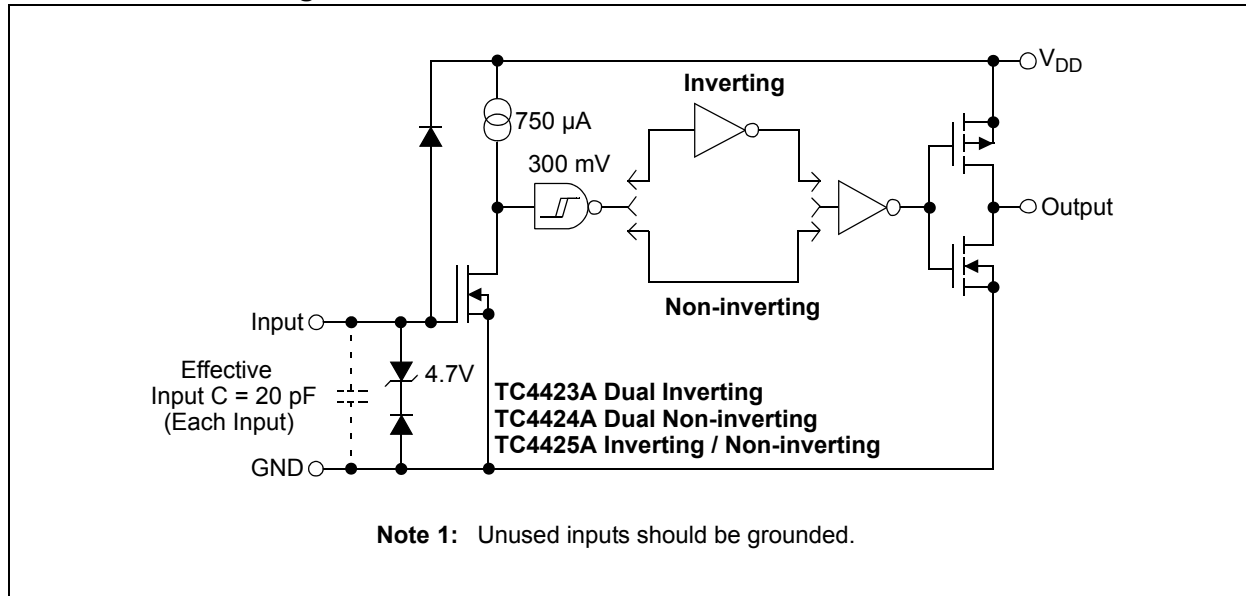 V_DD
Inverting
750 µA
300 mV
Output
Non-inverting
Input
Effective
Input C = 20 pF
(Each Input)
4.7V
TC4423A Dual Inverting
TC4424A Dual Non-inverting
TC4425A Inverting / Non-inverting
GND
Note 1: Unused inputs should be grounded.